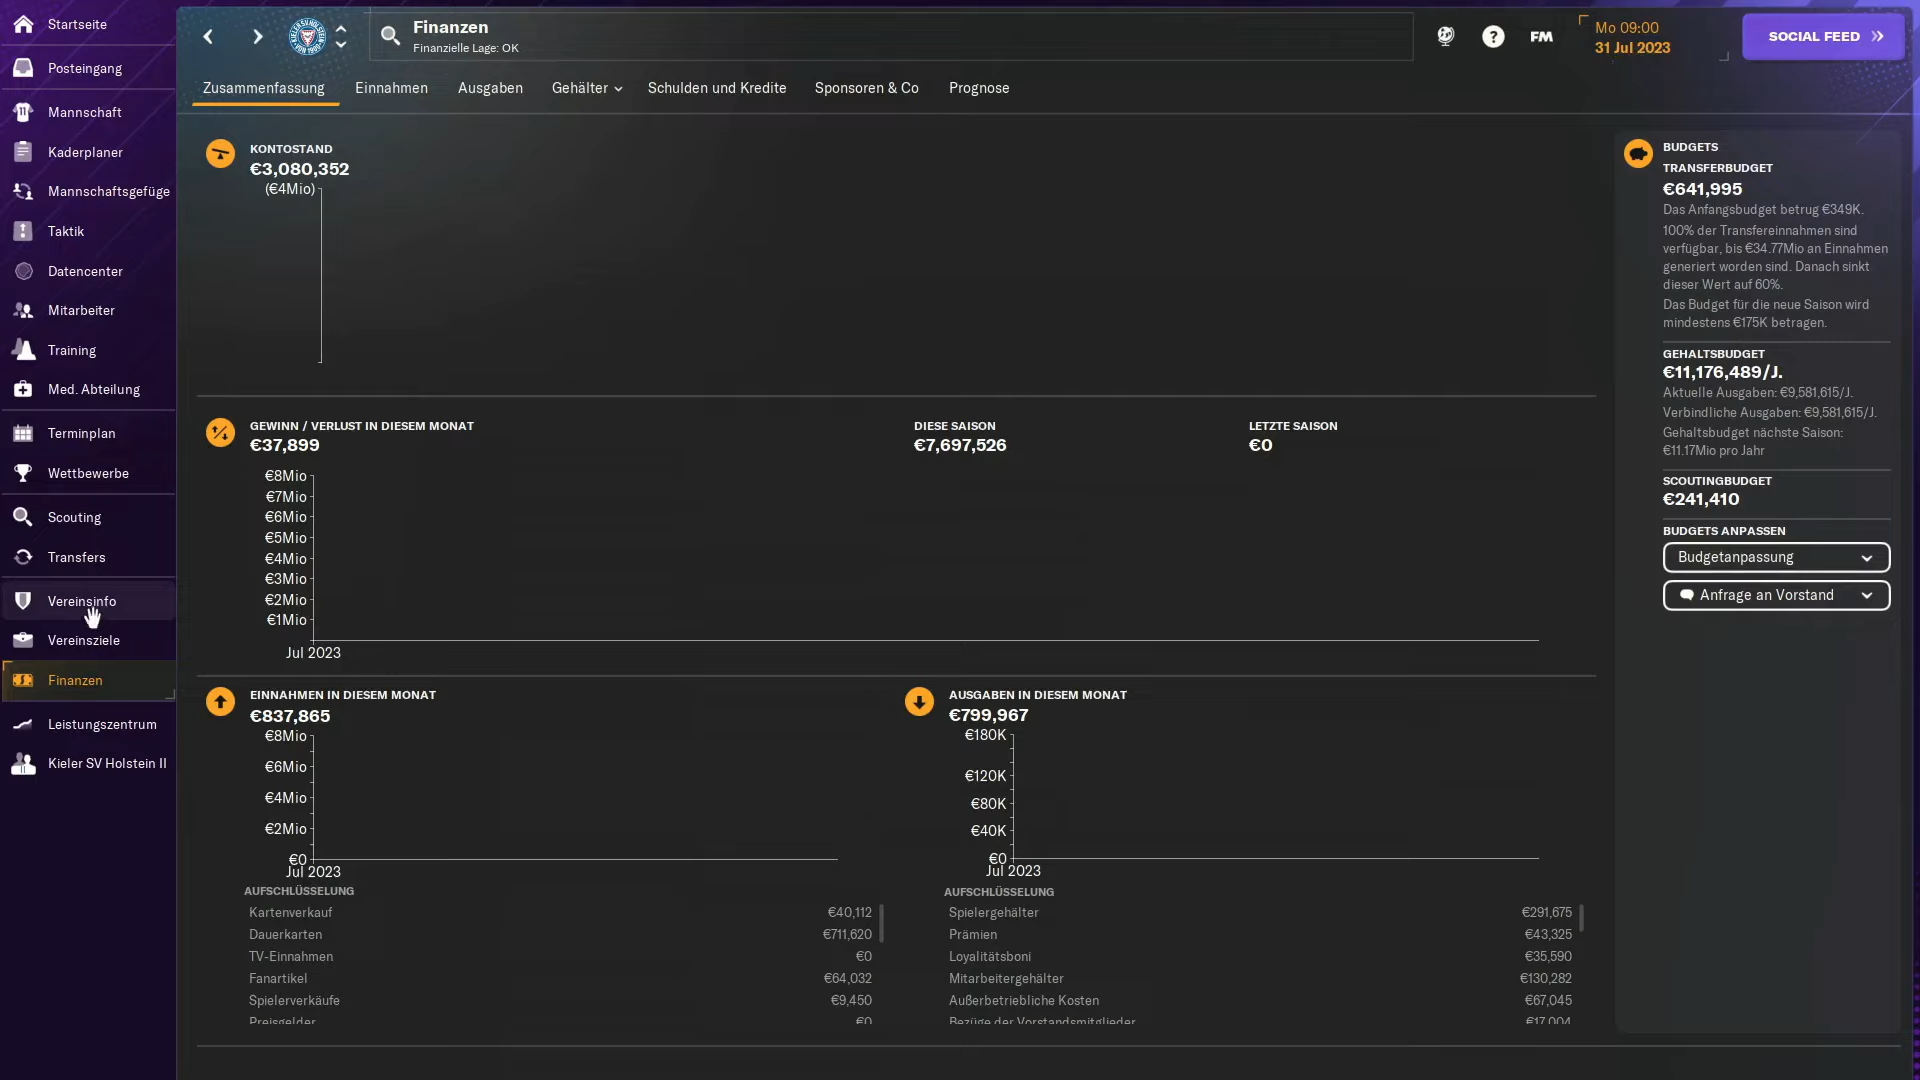 Startseite
Posteingang
Mannschaft
Kaderplaner
Mannschaftsgefüge
Taktik
Datencenter
Mitarbeiter
Training
Med. Abteilung
Terminplan
Wettbewerbe
Scouting
Transfers
Vereinsinfo
Vereinsziele
Finanzen
Leistungszentrum
Kieler SV Holstein II
Finanzen
Finanzielle Lage: OK
FM
Mo 09:00
31 Jul 2023
SOCIAL FEED
Zusammenfassung Einnahmen Ausgaben Gehälter Schulden und Kredite Sponsoren & Co Prognose
KONTOSTAND
€3,080,352
(€4Mio)
GEWINN / VERLUST IN DIESEM MONAT
€37,899
DIESE SAISON
€7,697,526
LETZTE SAISON
€0
€8Mio
€7Mio
€6Mio
€5Mio
€4Mio
€3Mio
€2Mio
€1Mio
Jul 2023
EINNAHMEN IN DIESEM MONAT
€837,865
€8Mio
€6Mio
€4Mio
€2Mio
€0
Jul 2023
AUFSCHLÜSSELUNG
Kartenverkauf €40,112
Dauerkarten €711,620
TV-Einnahmen €0
Fanartikel €64,032
Spielerverkäufe €9,450
Preisgelder €0
AUSGABEN IN DIESEM MONAT
€799,967
€180K
€120K
€80K
€40K
€0
Jul 2023
AUFSCHLÜSSELUNG
Spielergehälter €291,675
Prämien €43,325
Loyalitätsboni €35,590
Mitarbeitergehälter €130,282
Außerbetriebliche Kosten €67,045
Bezüge der Vorstandsmitglieder €17,004
BUDGETS
TRANSFERBUDGET
€641,995
Das Anfangsbudget betrug €349K.
100% der Transfereinnahmen sind
verfügbar, bis €34.77Mio an Einnahmen
generiert worden sind. Danach sinkt
dieser Wert auf 60%.
Das Budget für die neue Saison wird
mindestens €175K betragen.
GEHALTSBUDGET
€11,176,489/J.
Aktuelle Ausgaben: €9,581,615/J.
Verbindliche Ausgaben: €9,581,615/J.
Gehaltsbudget nächste Saison:
€11.17Mio pro Jahr
SCOUTINGBUDGET
€241,410
BUDGETS ANPASSEN
Budgetanpassung
Anfrage an Vorstand